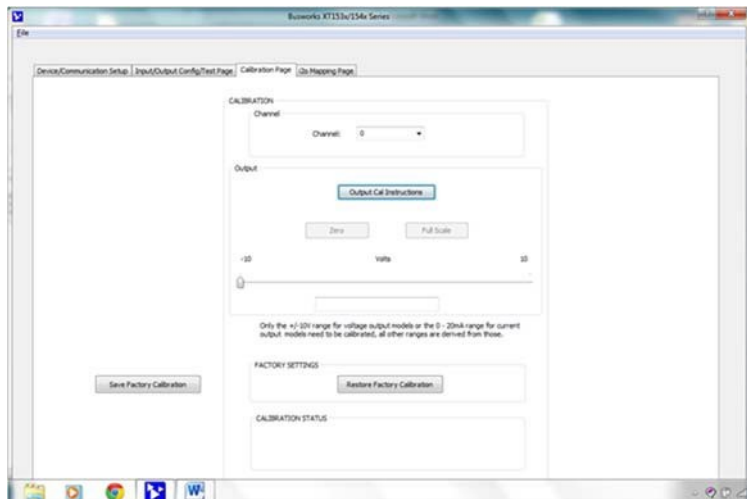 Busworks XT153x/154x Series
File
Device/Communication Setup
Input/Output Config/Test Page
Calibration Page
i2o Mapping Page
CALIBRATION
Channel
Channel: 0
Output
Output Cal Instructions
Zero
Full Scale
-10 Volts 10
Only the +/-10V range for voltage output models or the 0 - 20mA range for current
output models need to be calibrated, all other ranges are derived from those.
FACTORY SETTINGS
Save Factory Calibration
Restore Factory Calibration
CALIBRATION STATUS
W